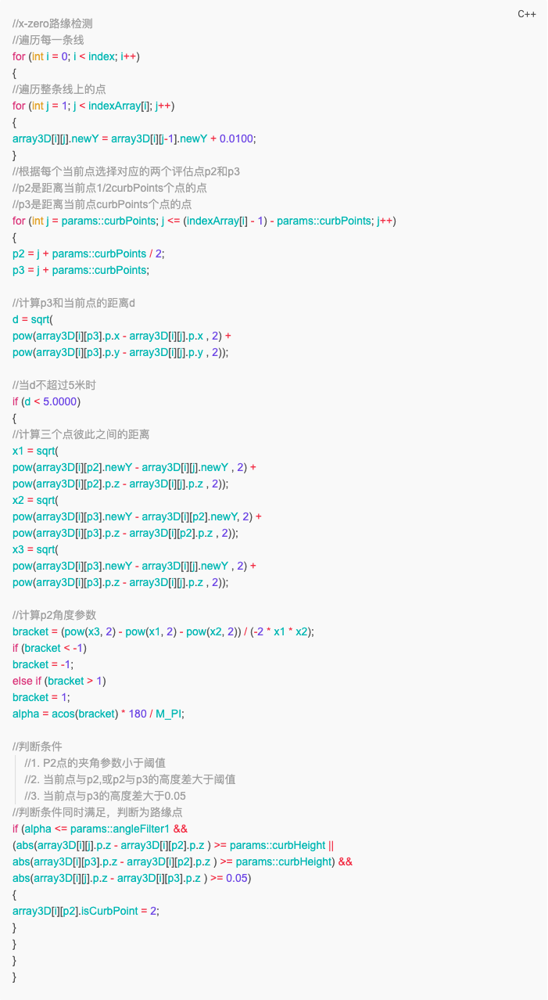 C++
//x-zero路缘检测
//遍历每一条线
for (int i = 0; i < index; i++)
{
//遍历整条线上的点
for (int j = 1; j < indexArray[i]; j++)
{
array3D[i][j].newY = array3D[i][j-1].newY + 0.0100;
}
//根据每个当前点选择对应的两个评估点p2和p3
//p2是距离当前点1/2curbPoints个点的点
//p3是距离当前点curbPoints个点的点
for (int j = params::curbPoints; j <= (indexArray[i] - 1) - params::curbPoints; j++)
{
p2 = j + params::curbPoints / 2;
p3 = j + params::curbPoints;
//计算p3和当前点的距离d
d = sqrt(
pow(array3D[i][p3].p.x - array3D[i][j].p.x , 2) +
pow(array3D[i][p3].p.y - array3D[i][j].p.y , 2));
//当d不超过5米时
if (d < 5.0000)
{
//计算三个点彼此之间的距离
x1 = sqrt(
pow(array3D[i][p2].newY - array3D[i][j].newY , 2) +
pow(array3D[i][p2].p.z - array3D[i][j].p.z , 2));
x2 = sqrt(
pow(array3D[i][p3].newY - array3D[i][p2].newY, 2) +
pow(array3D[i][p3].p.z - array3D[i][p2].p.z , 2));
x3 = sqrt(
pow(array3D[i][p3].newY - array3D[i][j].newY , 2) +
pow(array3D[i][p3].p.z - array3D[i][j].p.z , 2));
//计算p2角度参数
bracket = (pow(x3, 2) - pow(x1, 2) - pow(x2, 2)) / (-2 * x1 * x2);
if (bracket < -1)
bracket = -1;
else if (bracket > 1)
bracket = 1;
alpha = acos(bracket) * 180 / M_PI;
//判断条件
//1. P2点的夹角参数小于阈值
//2. 当前点与p2,或p2与p3的高度差大于阈值
//3. 当前点与p3的高度差大于0.05
//判断条件同时满足，判断为路缘点
if (alpha <= params::angleFilter1 &&
(abs(array3D[i][j].p.z - array3D[i][p2].p.z ) >= params::curbHeight ||
abs(array3D[i][p3].p.z - array3D[i][p2].p.z ) >= params::curbHeight) &&
abs(array3D[i][j].p.z - array3D[i][p3].p.z ) >= 0.05)
{
array3D[i][p2].isCurbPoint = 2;
}
}
}
}